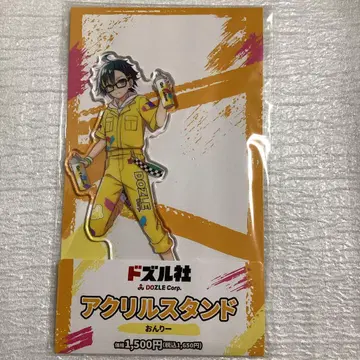 DOZLE
ドズル社
DOZLE Corp.
アクリルスタンド
おんりー
価格1,500円(税込1,650円)